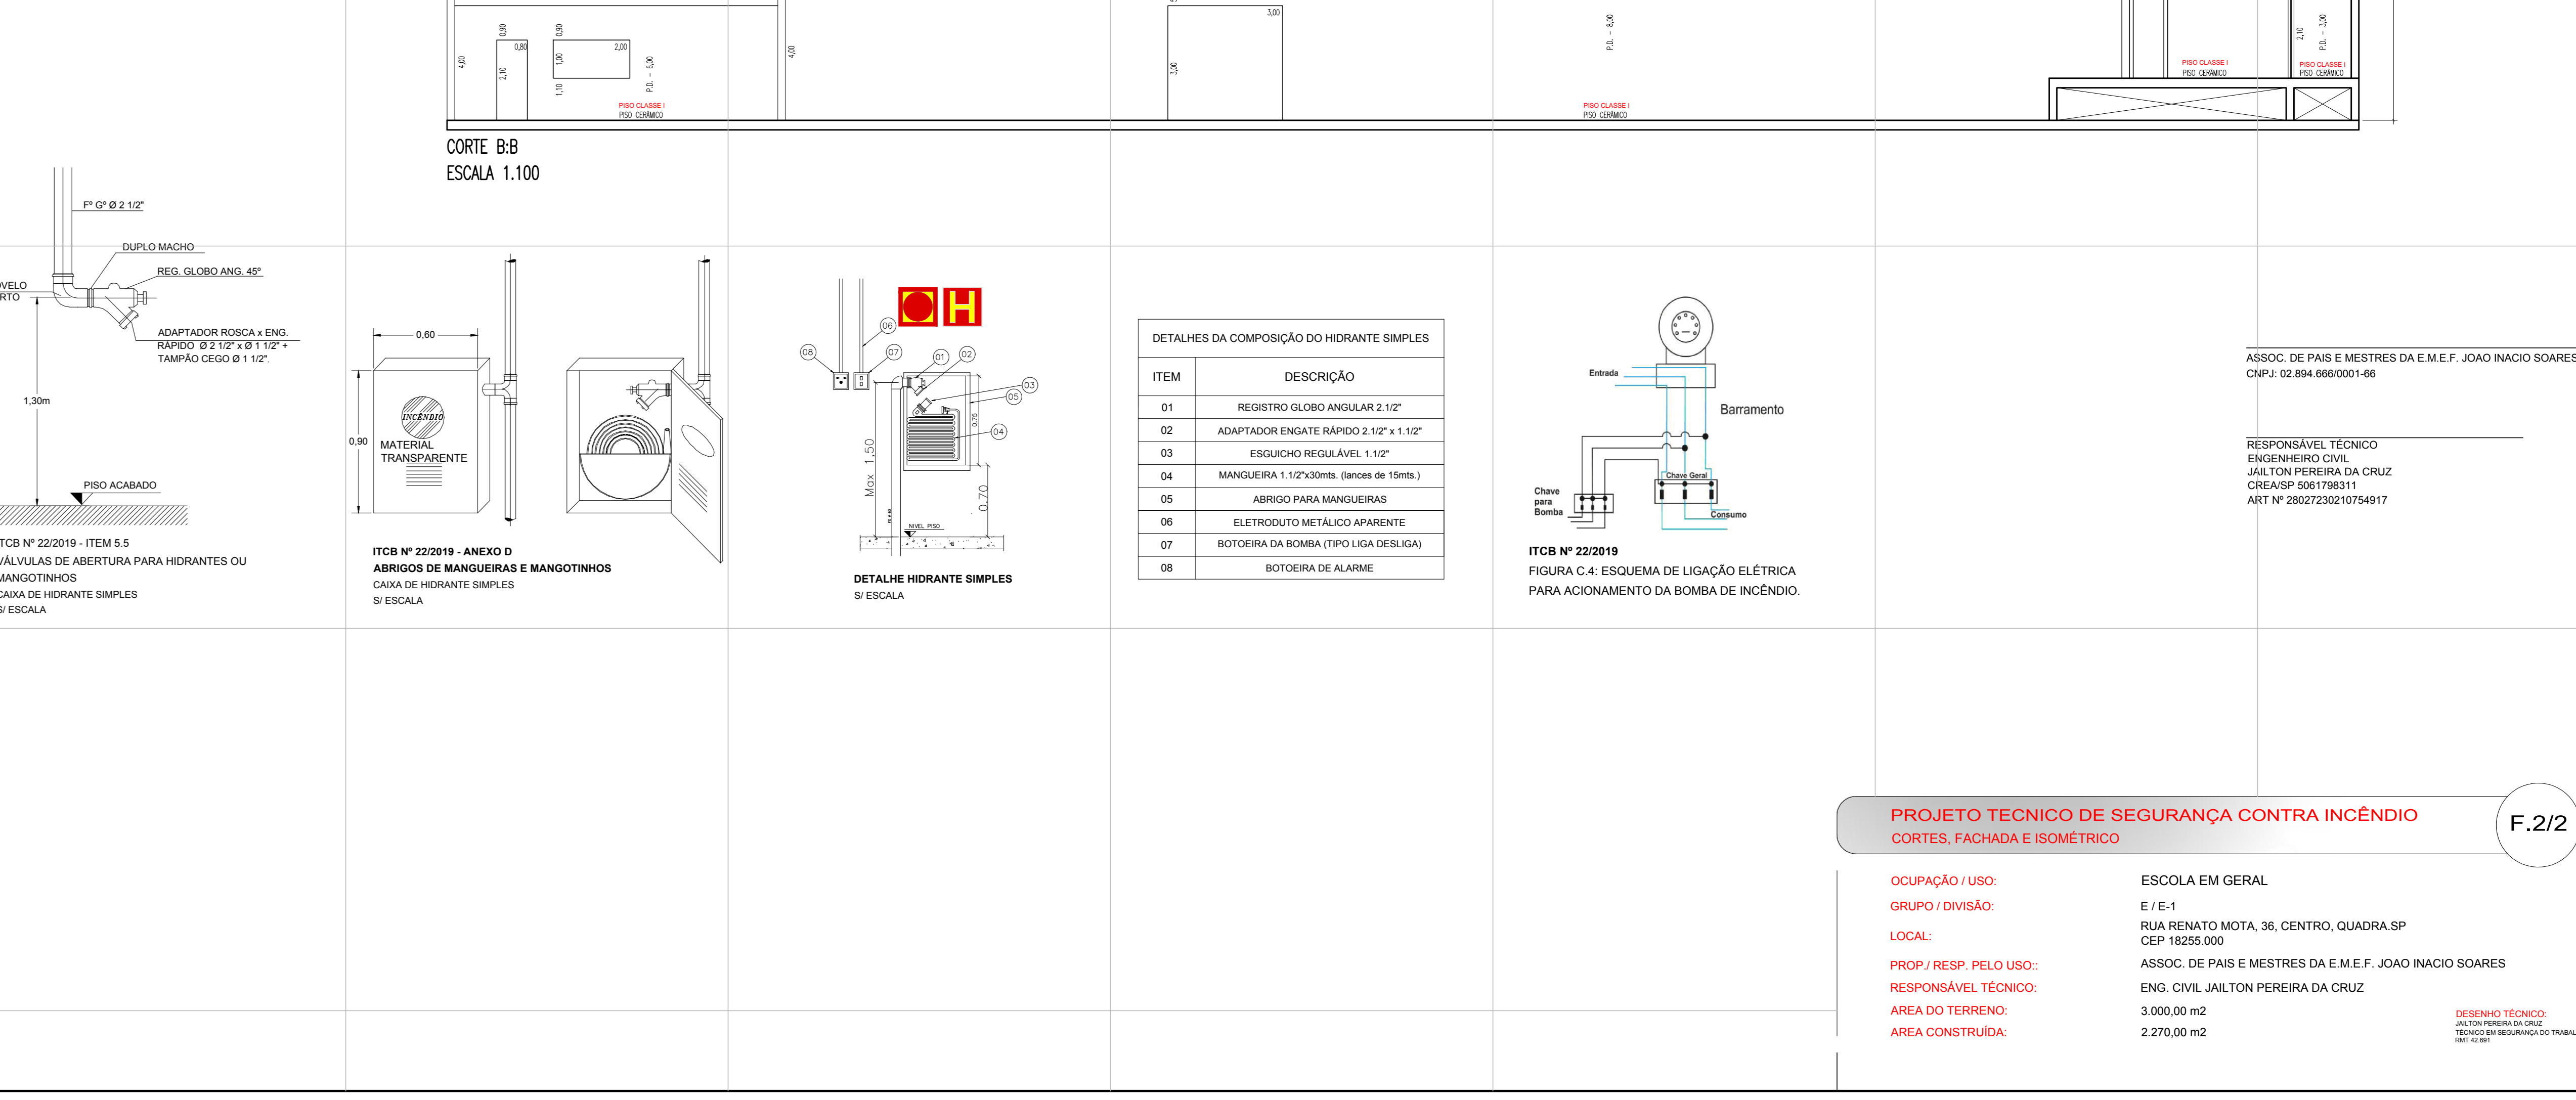 3,00
P.D. - 8,00
2,10
P.D. - 3,00
0,90
0,90
0,80
2,00
4,00
2,10
1,00
1,10
P.D. - 6,00
4,00
3,00
PISO CLASSE I
PISO CERÂMICO
PISO CLASSE I
PISO CERÂMICO
PISO CLASSE I
PISO CERÂMICO
PISO CLASSE I
PISO CERÂMICO
CORTE B:B
ESCALA 1.100
Fº Gº Ø 2 1/2"
DUPLO MACHO
REG. GLOBO ANG. 45º
OVELO
RTO
ADAPTADOR ROSCA x ENG.
RÁPIDO Ø 2 1/2" x Ø 1 1/2" +
TAMPÃO CEGO Ø 1 1/2".
1,30m
PISO ACABADO
TCB Nº 22/2019 - ITEM 5.5
VÁLVULAS DE ABERTURA PARA HIDRANTES OU
MANGOTINHOS
CAIXA DE HIDRANTE SIMPLES
S/ ESCALA
0,60
0,90
INCÊNDIO
MATERIAL
TRANSPARENTE
ITCB Nº 22/2019 - ANEXO D
ABRIGOS DE MANGUEIRAS E MANGOTINHOS
CAIXA DE HIDRANTE SIMPLES
S/ ESCALA
H
06
08
07
01
02
03
05
04
0,75
Max 1,50
0,70
NIVEL PISO
DETALHE HIDRANTE SIMPLES
S/ ESCALA
DETALHES DA COMPOSIÇÃO DO HIDRANTE SIMPLES
ITEM DESCRIÇÃO
01 REGISTRO GLOBO ANGULAR 2.1/2"
02 ADAPTADOR ENGATE RÁPIDO 2.1/2" x 1.1/2"
03 ESGUICHO REGULÁVEL 1.1/2"
04 MANGUEIRA 1.1/2"x30mts. (lances de 15mts.)
05 ABRIGO PARA MANGUEIRAS
06 ELETRODUTO METÁLICO APARENTE
07 BOTOEIRA DA BOMBA (TIPO LIGA DESLIGA)
08 BOTOEIRA DE ALARME
Entrada
Barramento
Chave Geral
Chave
para
Bomba
Consumo
ITCB Nº 22/2019
FIGURA C.4: ESQUEMA DE LIGAÇÃO ELÉTRICA
PARA ACIONAMENTO DA BOMBA DE INCÊNDIO.
ASSOC. DE PAIS E MESTRES DA E.M.E.F. JOAO INACIO SOARES
CNPJ: 02.894.666/0001-66
RESPONSÁVEL TÉCNICO
ENGENHEIRO CIVIL
JAILTON PEREIRA DA CRUZ
CREA/SP 5061798311
ART Nº 28027230210754917
PROJETO TECNICO DE SEGURANÇA CONTRA INCÊNDIO
CORTES, FACHADA E ISOMÉTRICO
F.2/2
OCUPAÇÃO / USO: ESCOLA EM GERAL
GRUPO / DIVISÃO: E / E-1
LOCAL: RUA RENATO MOTA, 36, CENTRO, QUADRA.SP
CEP 18255.000
PROP./ RESP. PELO USO:: ASSOC. DE PAIS E MESTRES DA E.M.E.F. JOAO INACIO SOARES
RESPONSÁVEL TÉCNICO: ENG. CIVIL JAILTON PEREIRA DA CRUZ
AREA DO TERRENO: 3.000,00 m2
AREA CONSTRUÍDA: 2.270,00 m2
DESENHO TÉCNICO:
JAILTON PEREIRA DA CRUZ
TÉCNICO EM SEGURANÇA DO TRABAL
RMT 42.691